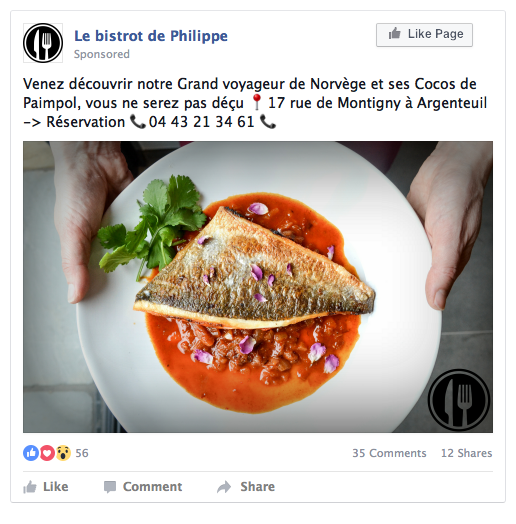 Le bistrot de Philippe
Like Page
Sponsored
Venez découvrir notre Grand voyageur de Norvège et ses Cocos de
Paimpol, vous ne serez pas déçu 📍 17 rue de Montigny à Argenteuil
-> Réservation 📞 04 43 21 34 61 📞
56
35 Comments 12 Shares
Like Comment Share